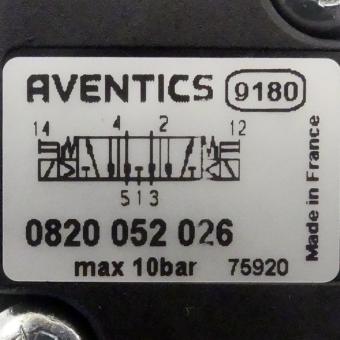 AVENTICS 9180
14 4 2 12
5 1 3
0820 052 026
max 10bar 75920
Made in France